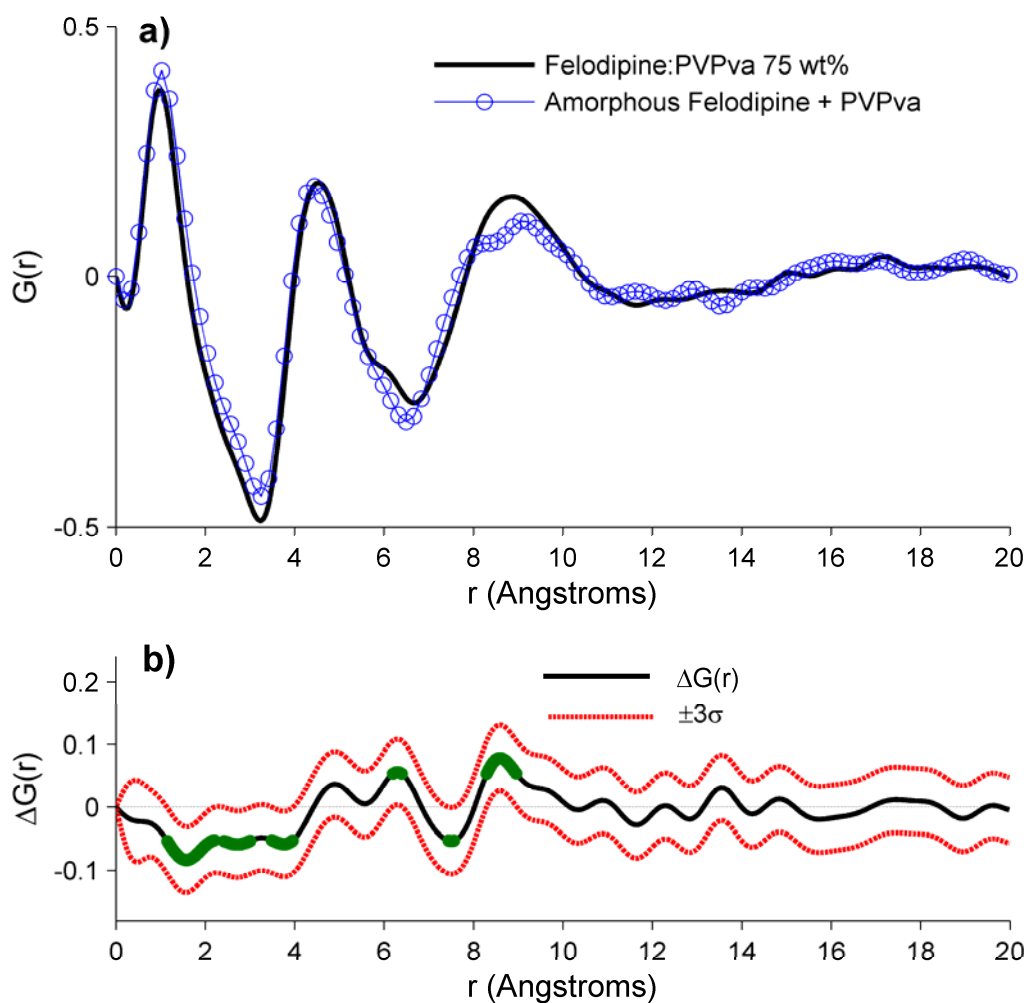 a)
0.5
Felodipine:PVPva 75 wt%
Amorphous Felodipine + PVPva
G(r)
0
-0.5
0 2 4 6 8 10 12 14 16 18 20
r (Angstroms)
b)
0.2
ΔG(r)
±3σ
0.1
ΔG(r)
0
-0.1
0 2 4 6 8 10 12 14 16 18 20
r (Angstroms)